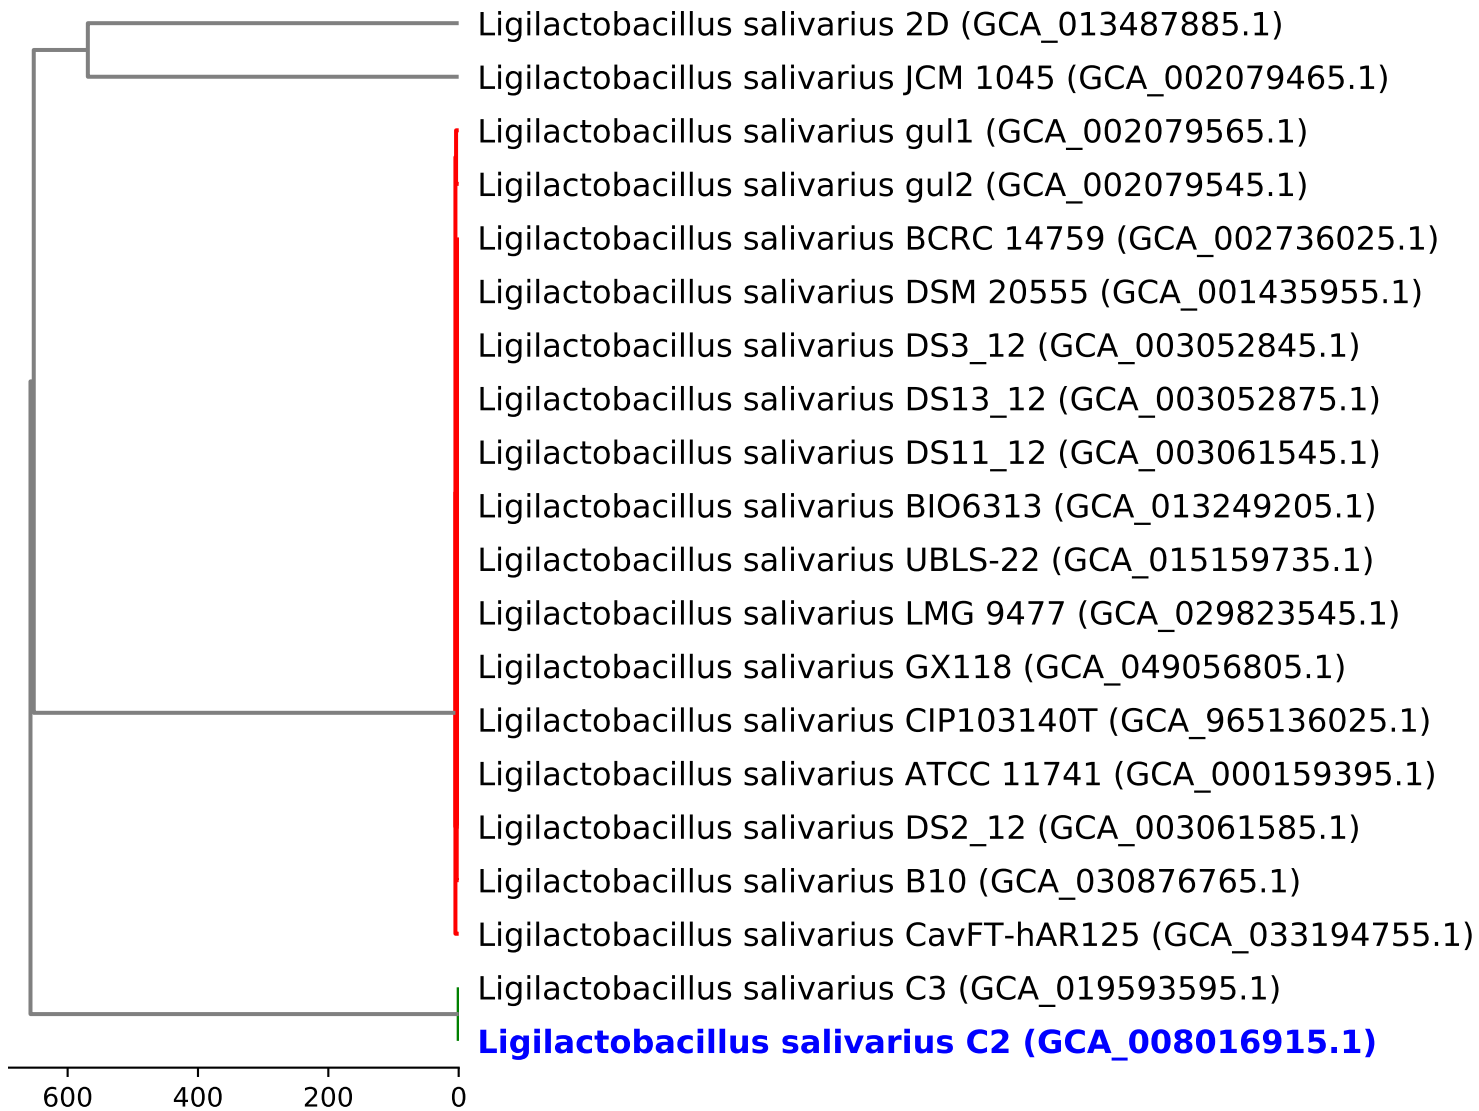 Ligilactobacillus salivarius 2D (GCA_013487885.1)
Ligilactobacillus salivarius JCM 1045 (GCA_002079465.1)
Ligilactobacillus salivarius gul1 (GCA_002079565.1)
Ligilactobacillus salivarius gul2 (GCA_002079545.1)
Ligilactobacillus salivarius BCRC 14759 (GCA_002736025.1)
Ligilactobacillus salivarius DSM 20555 (GCA_001435955.1)
Ligilactobacillus salivarius DS3_12 (GCA_003052845.1)
Ligilactobacillus salivarius DS13_12 (GCA_003052875.1)
Ligilactobacillus salivarius DS11_12 (GCA_003061545.1)
Ligilactobacillus salivarius BIO6313 (GCA_013249205.1)
Ligilactobacillus salivarius UBLS-22 (GCA_015159735.1)
Ligilactobacillus salivarius LMG 9477 (GCA_029823545.1)
Ligilactobacillus salivarius GX118 (GCA_049056805.1)
Ligilactobacillus salivarius CIP103140T (GCA_965136025.1)
Ligilactobacillus salivarius ATCC 11741 (GCA_000159395.1)
Ligilactobacillus salivarius DS2_12 (GCA_003061585.1)
Ligilactobacillus salivarius B10 (GCA_030876765.1)
Ligilactobacillus salivarius CavFT-hAR125 (GCA_033194755.1)
Ligilactobacillus salivarius C3 (GCA_019593595.1)
Ligilactobacillus salivarius C2 (GCA_008016915.1)
600 400 200 0